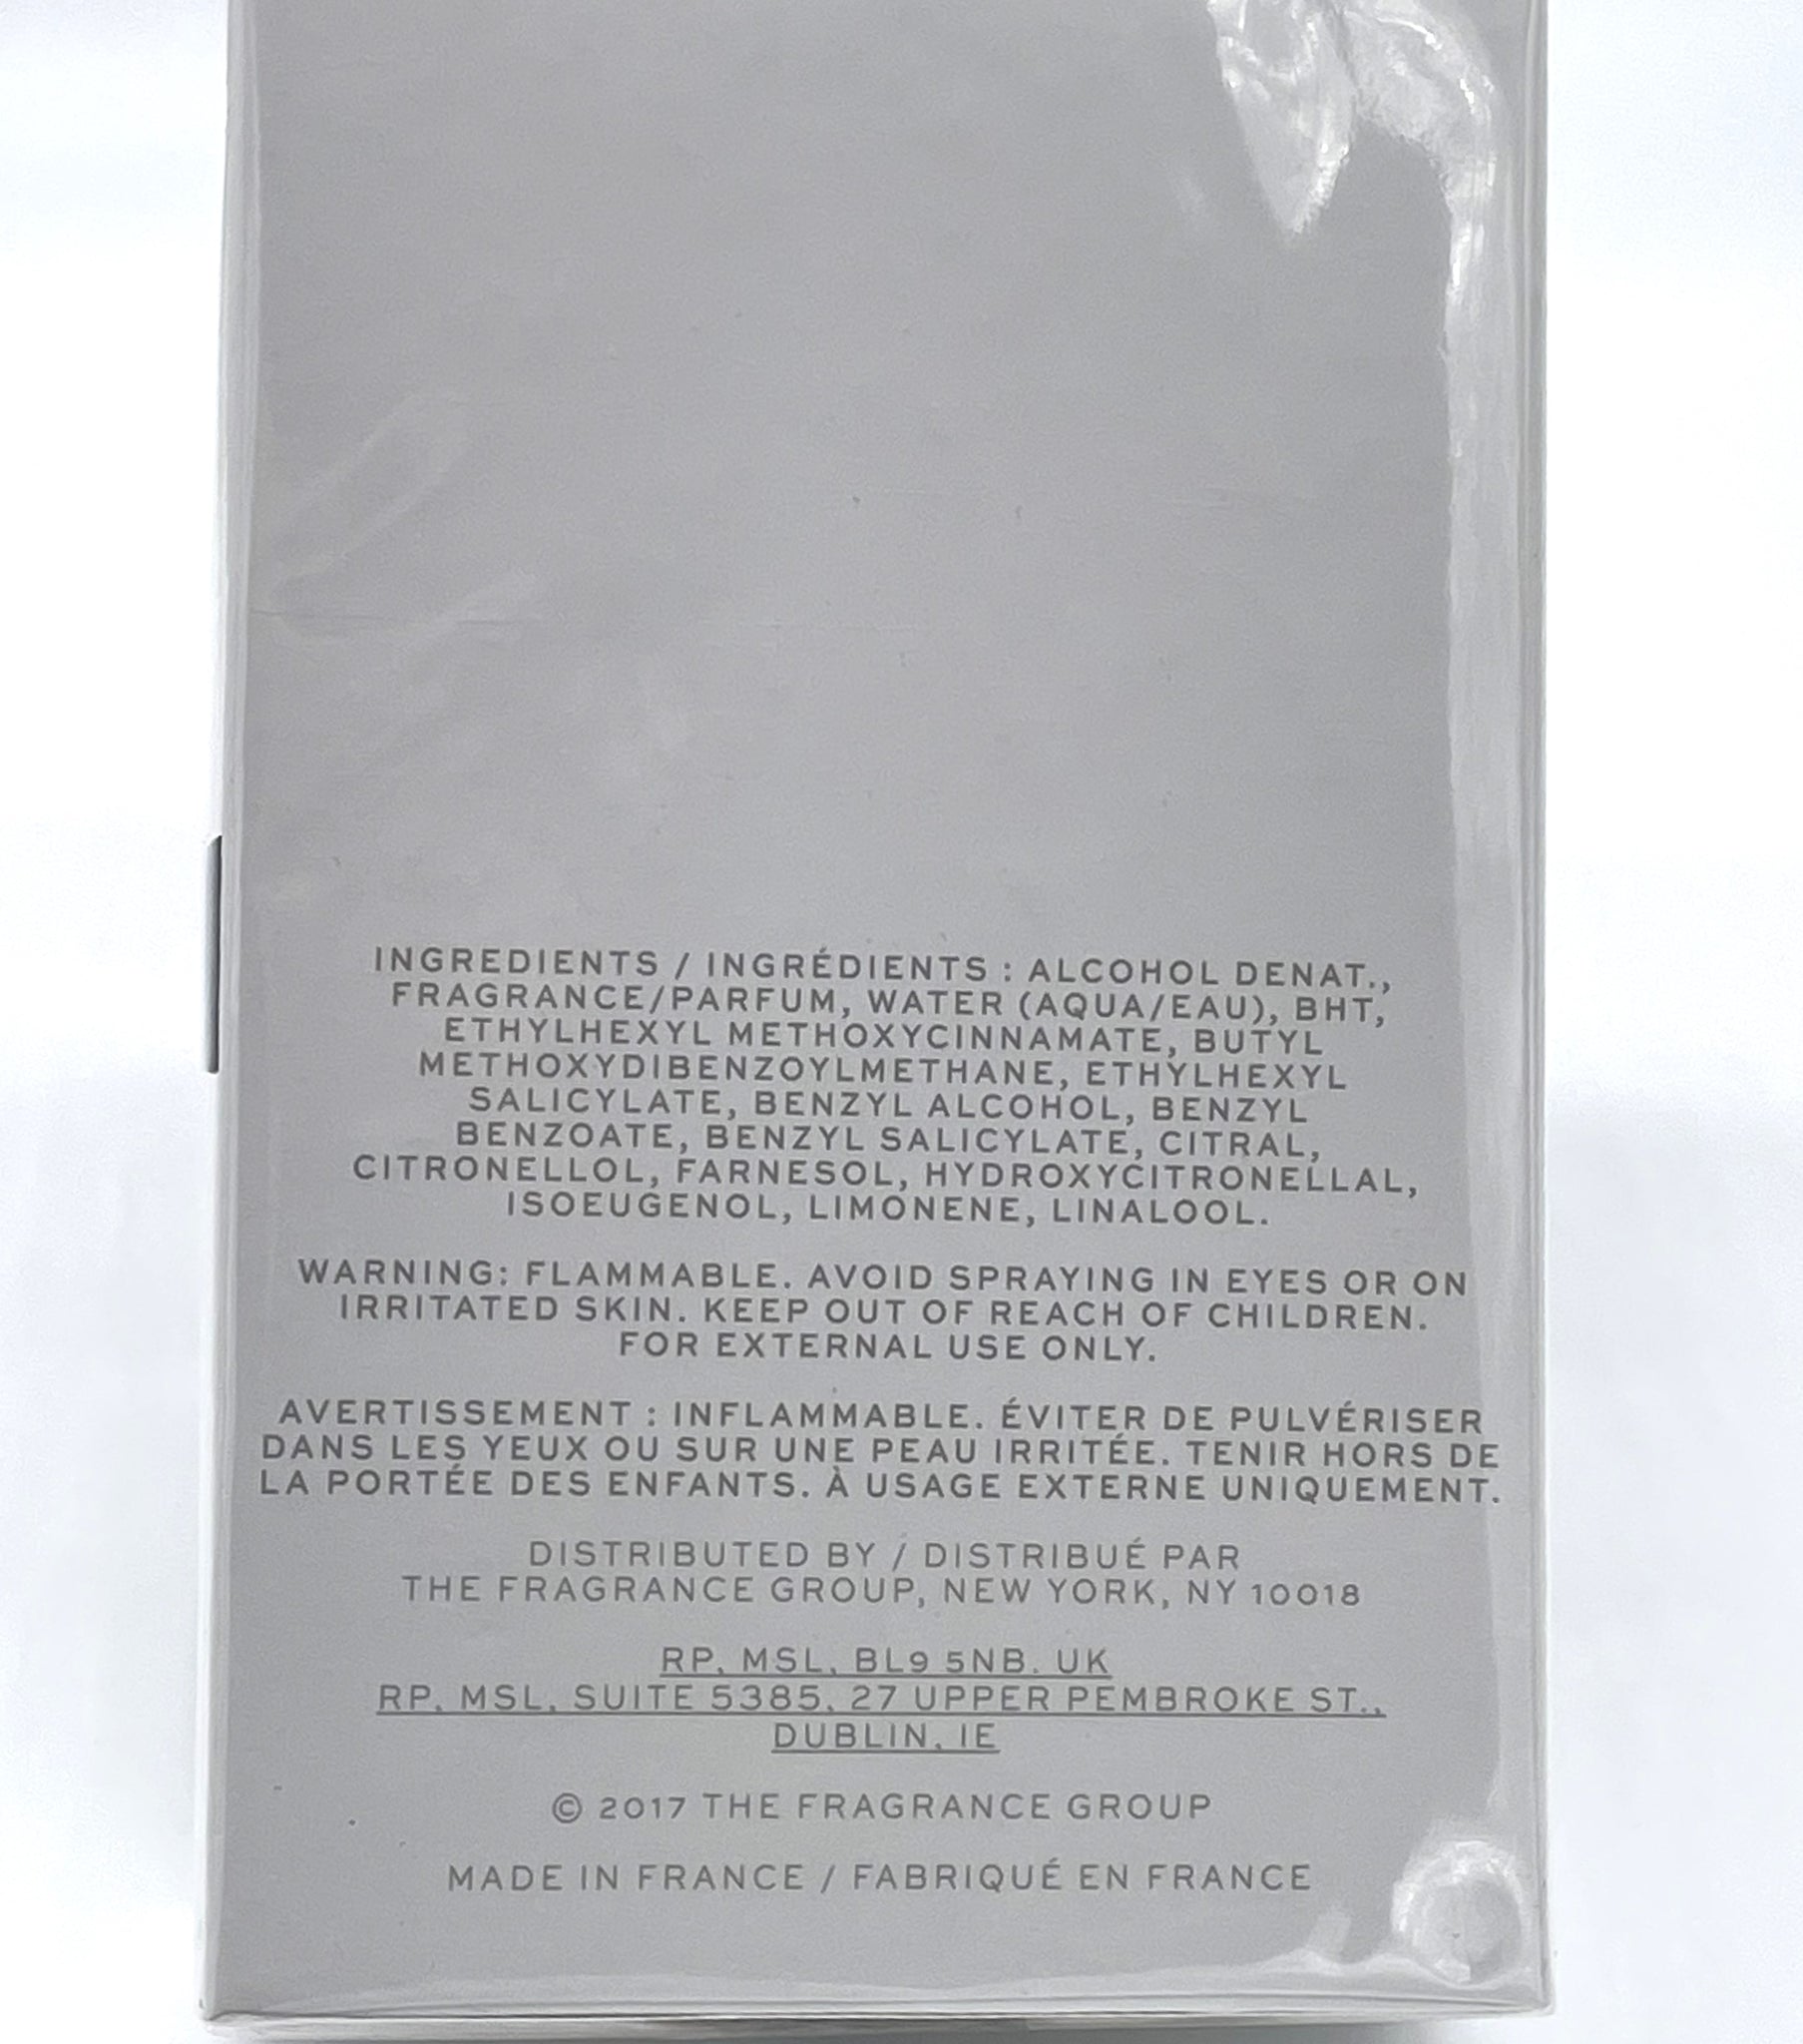 INGREDIENTS / INGRÉDIENTS : ALCOHOL DENAT.,
FRAGRANCE/PARFUM, WATER (AQUA/EAU), BHT,
ETHYLHEXYL METHOXYCINNAMATE, BUTYL
METHOXYDIBENZOYLMETHANE, ETHYLHEXYL
SALICYLATE, BENZYL ALCOHOL, BENZYL
BENZOATE, BENZYL SALICYLATE, CITRAL,
CITRONELLOL, FARNESOL, HYDROXYCITRONELLAL,
ISOEUGENOL, LIMONENE, LINALOOL.
WARNING: FLAMMABLE. AVOID SPRAYING IN EYES OR ON
IRRITATED SKIN. KEEP OUT OF REACH OF CHILDREN.
FOR EXTERNAL USE ONLY.
AVERTISSEMENT : INFLAMMABLE. ÉVITER DE PULVÉRISER
DANS LES YEUX OU SUR UNE PEAU IRRITÉE. TENIR HORS DE
LA PORTÉE DES ENFANTS. À USAGE EXTERNE UNIQUEMENT.
DISTRIBUTED BY / DISTRIBUÉ PAR
THE FRAGRANCE GROUP, NEW YORK, NY 10018
RP, MSL, BL9 5NB. UK
RP, MSL, SUITE 5385, 27 UPPER PEMBROKE ST.,
DUBLIN, IE
© 2017 THE FRAGRANCE GROUP
MADE IN FRANCE / FABRIQUÉ EN FRANCE